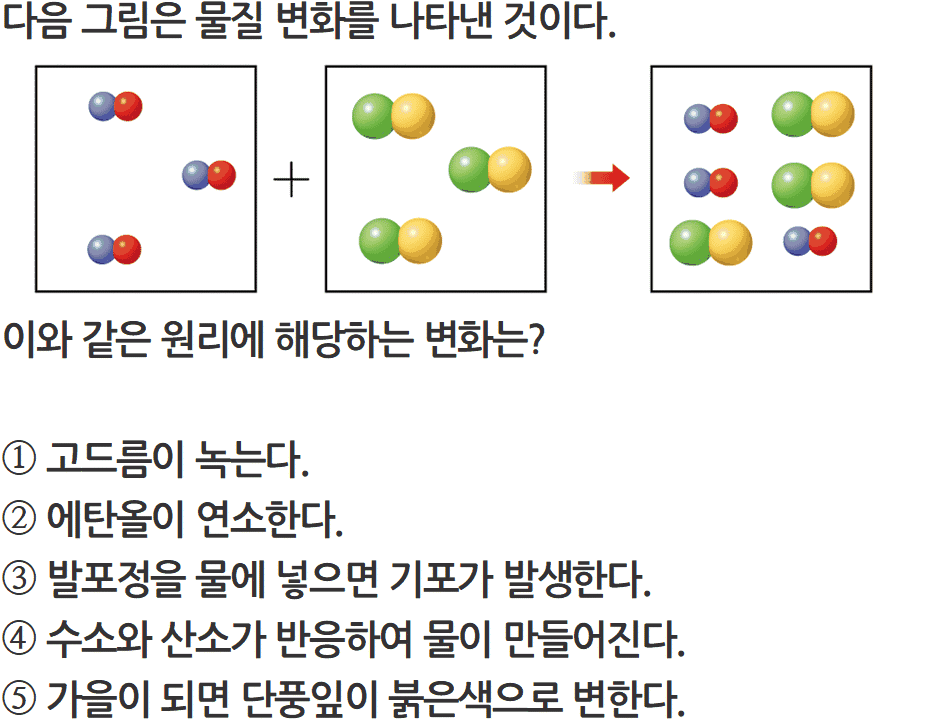 다음 그림은 물질 변화를 나타낸 것이다.
+
이와 같은 원리에 해당하는 변화는?
① 고드름이 녹는다.
② 에탄올이 연소한다.
③ 발포정을 물에 넣으면 기포가 발생한다.
④ 수소와 산소가 반응하여 물이 만들어진다.
⑤ 가을이 되면 단풍잎이 붉은색으로 변한다.